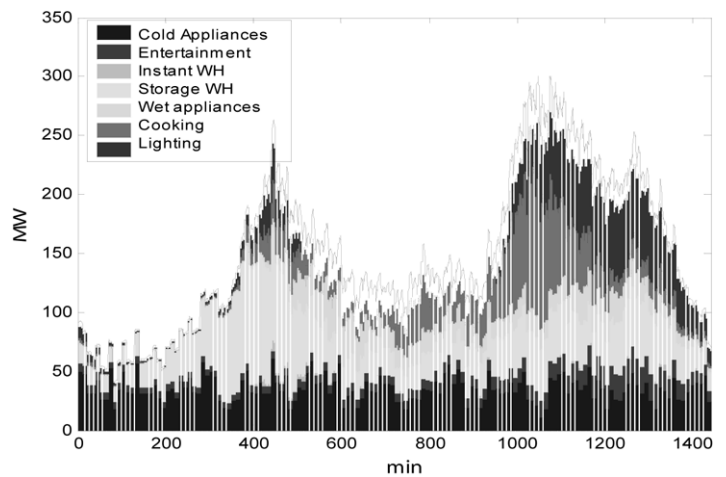 350
300
250
200
150
100
50
0
MW
Cold Appliances
Entertainment
Instant WH
Storage WH
Wet appliances
Cooking
Lighting
0 200 400 600 800 1000 1200 1400
min